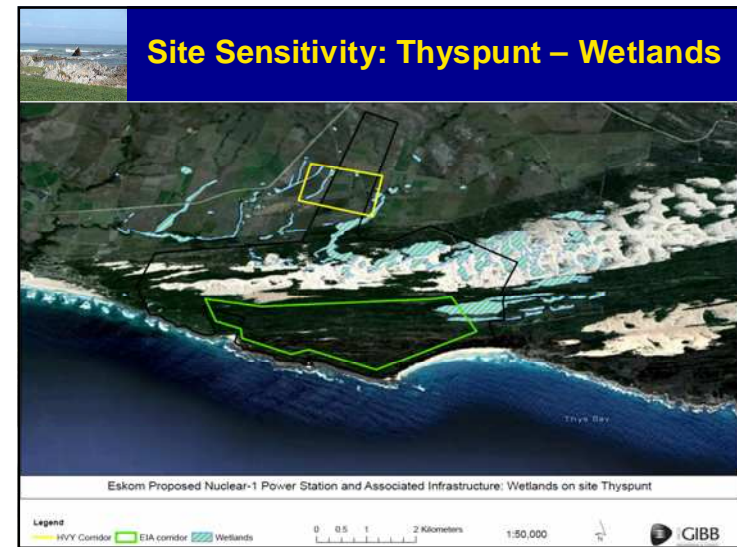 Site Sensitivity: Thyspunt – Wetlands
Thys Bay
Eskom Proposed Nuclear-1 Power Station and Associated Infrastructure: Wetlands on site Thyspunt
Legend
HVY Corridor EIA corridor Wetlands
0 0.5 1 2 Kilometers
1:50,000
GIBB